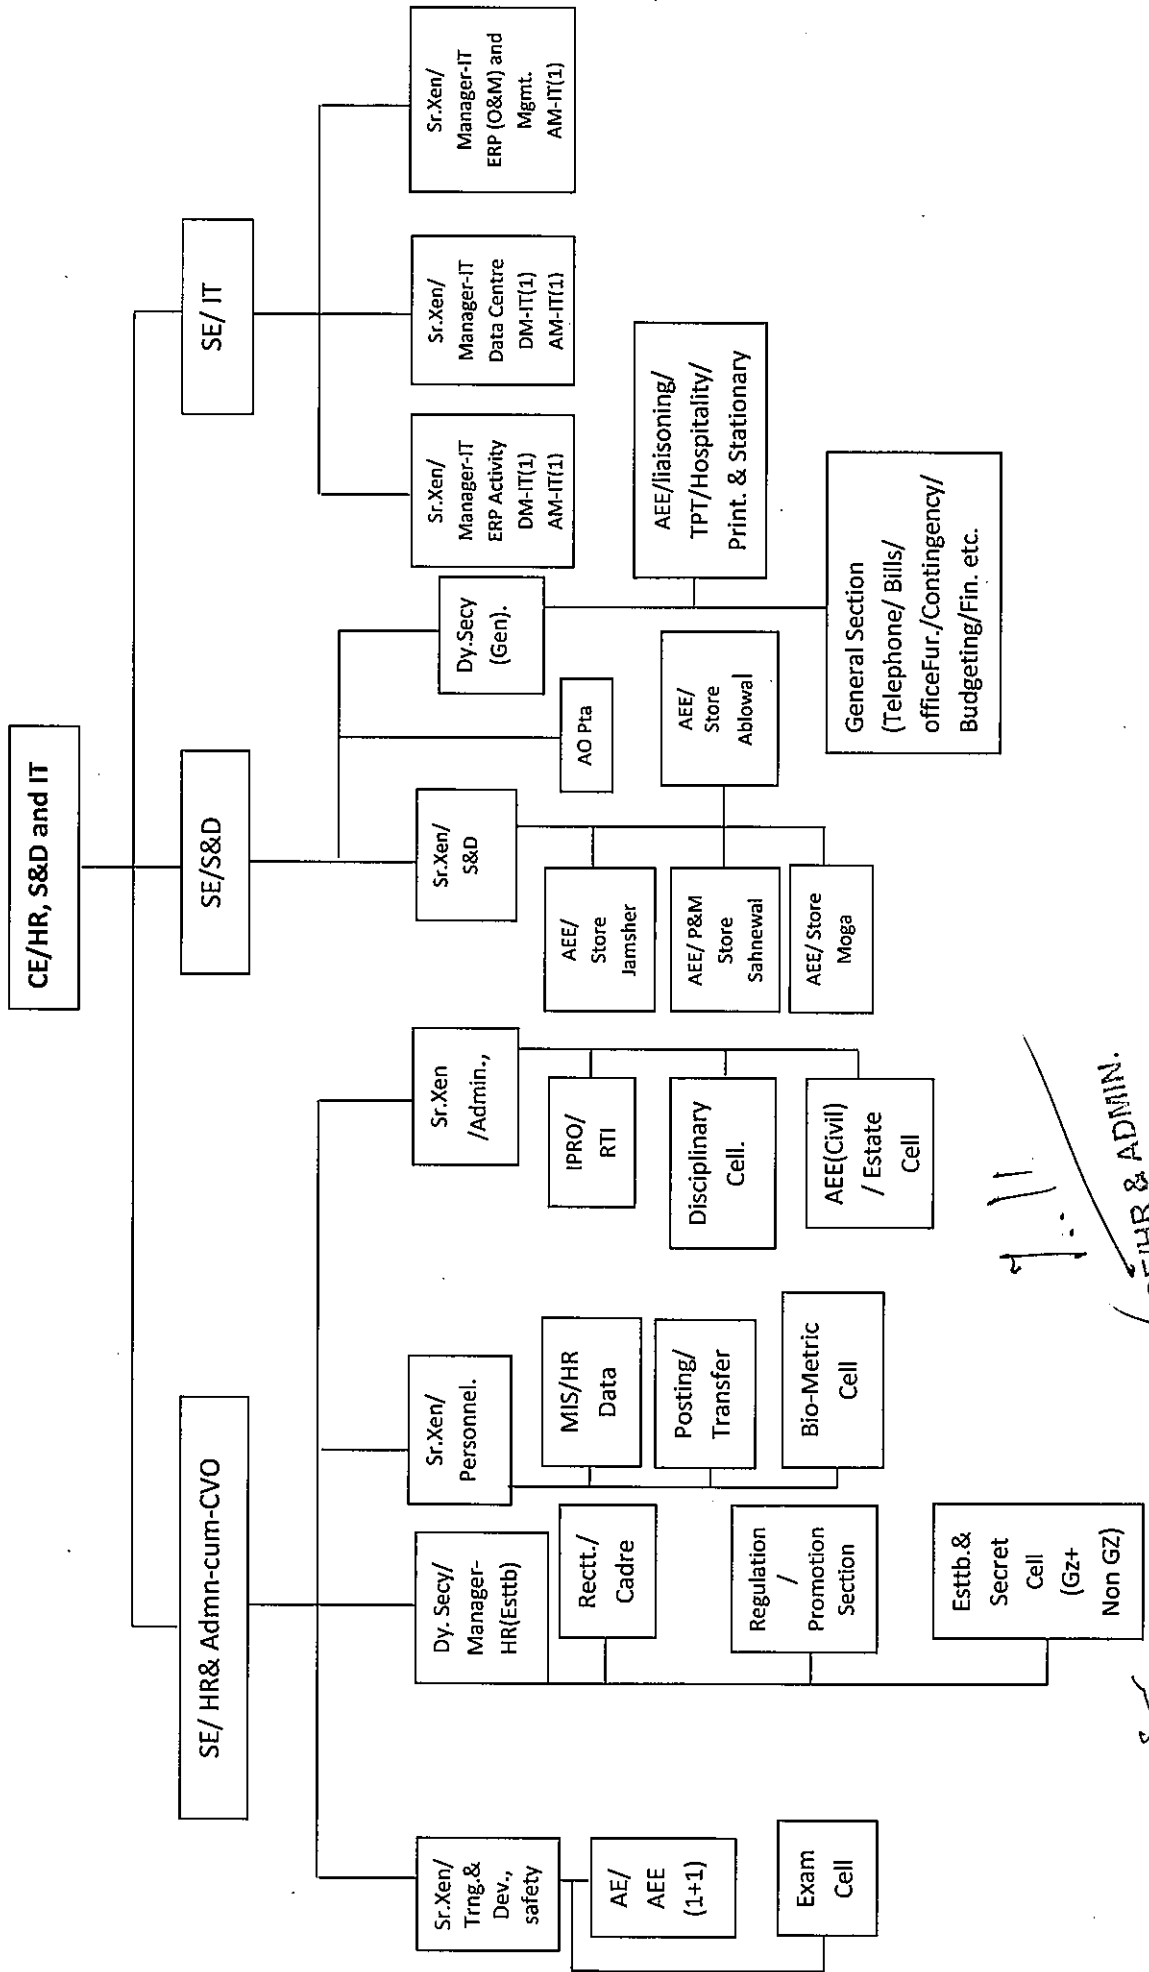 CE/HR, S&D and IT
SE/ HR& Admn-cum-CVO
SE/S&D
SE/ IT
Sr.Xen/
Trng.&
Dev.,
safety
AE/
AEE
(1+1)
Exam
Cell
Dy. Secy/
Manager-
HR(Esttb)
Rectt./
Cadre
Regulation
/
Promotion
Section
Esttb.&
Secret
Cell
(Gz+
Non GZ)
Sr.Xen/
Personnel.
MIS/HR
Data
Posting/
Transfer
Bio-Metric
Cell
Sr.Xen
/Admin.,
IPRO/
RTI
Disciplinary
Cell.
AEE(Civil)
/ Estate
Cell
Sr.Xen/
S&D
AEE/
Store
Jamsher
AEE/ P&M
Store
Sahnewal
AEE/ Store
Moga
AEE/
Store
Ablowal
AO Pta
Dy.Secy
(Gen).
AEE/liaisoning/
TPT/Hospitality/
Print. & Stationary
General Section
(Telephone/ Bills/
officeFur./Contingency/
Budgeting/Fin. etc.
Sr.Xen/
Manager-IT
ERP Activity
DM-IT(1)
AM-IT(1)
Sr.Xen/
Manager-IT
Data Centre
DM-IT(1)
AM-IT(1)
Sr.Xen/
Manager-IT
ERP (O&M) and
Mgmt.
AM-IT(1)
/HR & ADMIN.